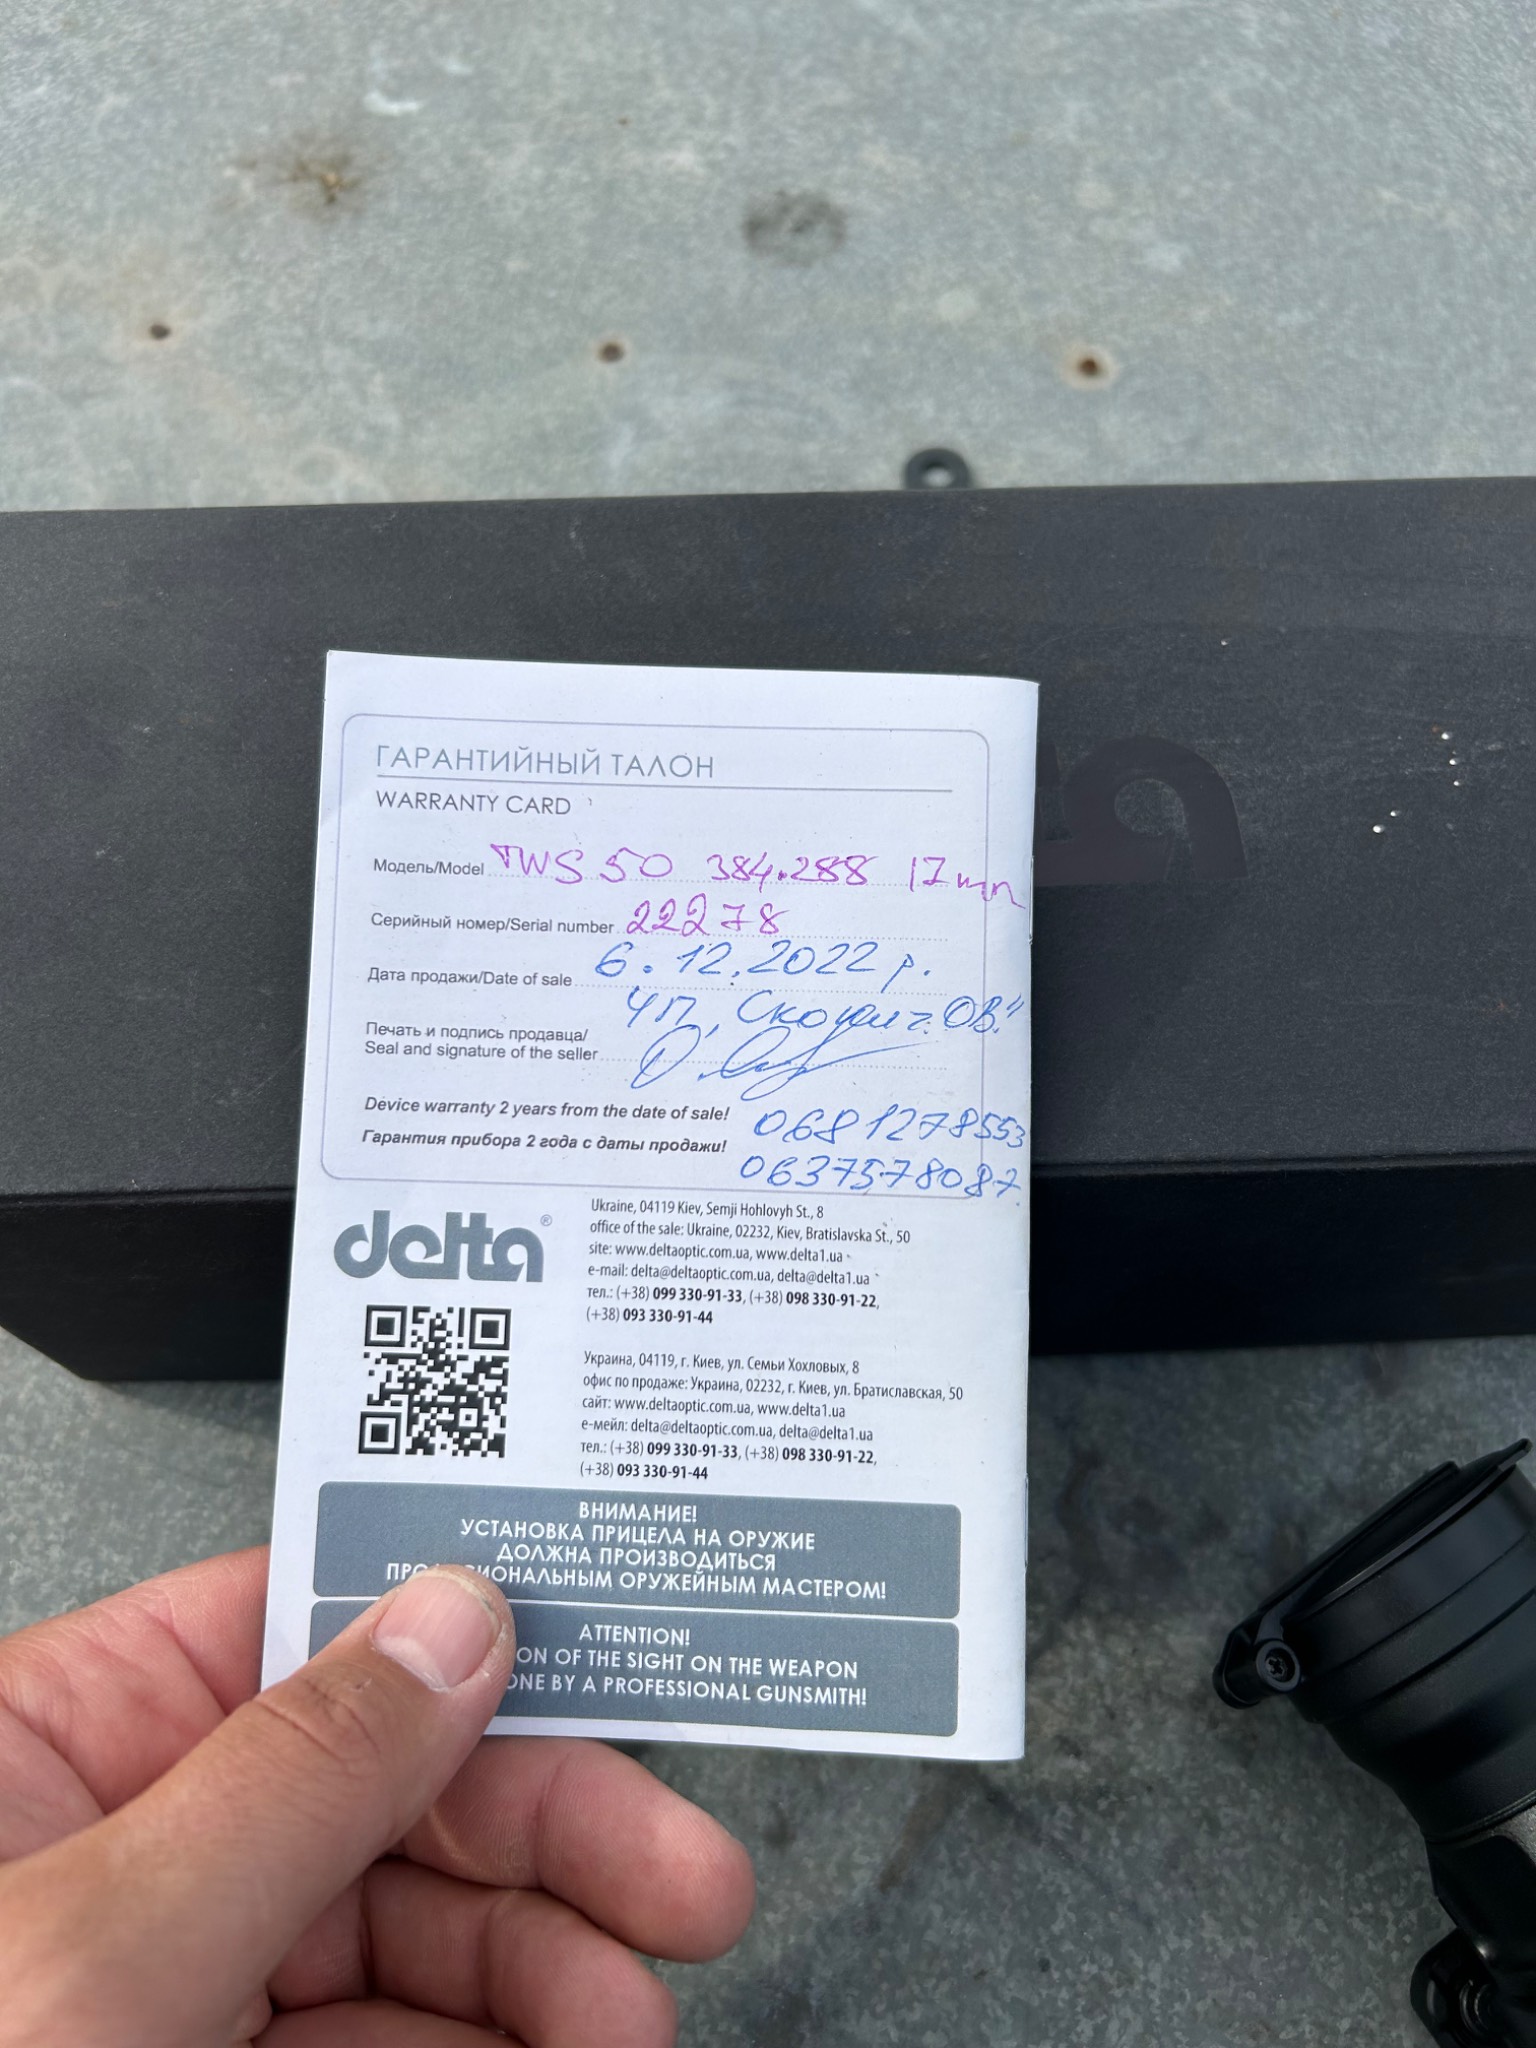 ГАРАНТИЙНЫЙ ТАЛОН
WARRANTY CARD
Модель/Model TWS 50 384.288 17mm
Серийный номер/Serial number 22278
Дата продажи/Date of sale 6.12.2022 р.
ЧП, ОВ."
Печать и подпись продавца/
Seal and signature of the seller
Device warranty 2 years from the date of sale! 0681278553
Гарантия прибора 2 года с даты продажи! 0637578087
delta®
Ukraine, 04119 Kiev, Semji Hohlovyh St., 8
office of the sale: Ukraine, 02232, Kiev, Bratislavska St., 50
site: www.deltaoptic.com.ua, www.delta1.ua
e-mail: delta@deltaoptic.com.ua, delta@delta1.ua
тел.: (+38) 099 330-91-33, (+38) 098 330-91-22,
(+38) 093 330-91-44
Украина, 04119, г. Киев, ул. Семьи Хохловых, 8
офис по продаже: Украина, 02232, г. Киев, ул. Братиславская, 50
сайт: www.deltaoptic.com.ua, www.delta1.ua
е-мейл: delta@deltaoptic.com.ua, delta@delta1.ua
тел.: (+38) 099 330-91-33, (+38) 098 330-91-22,
(+38) 093 330-91-44
ВНИМАНИЕ!
УСТАНОВКА ПРИЦЕЛА НА ОРУЖИЕ
ДОЛЖНА ПРОИЗВОДИТЬСЯ
ОРУЖЕЙНЫМ МАСТЕРОМ!
ATTENTION!
OF THE SIGHT ON THE WEAPON
BY A PROFESSIONAL GUNSMITH!